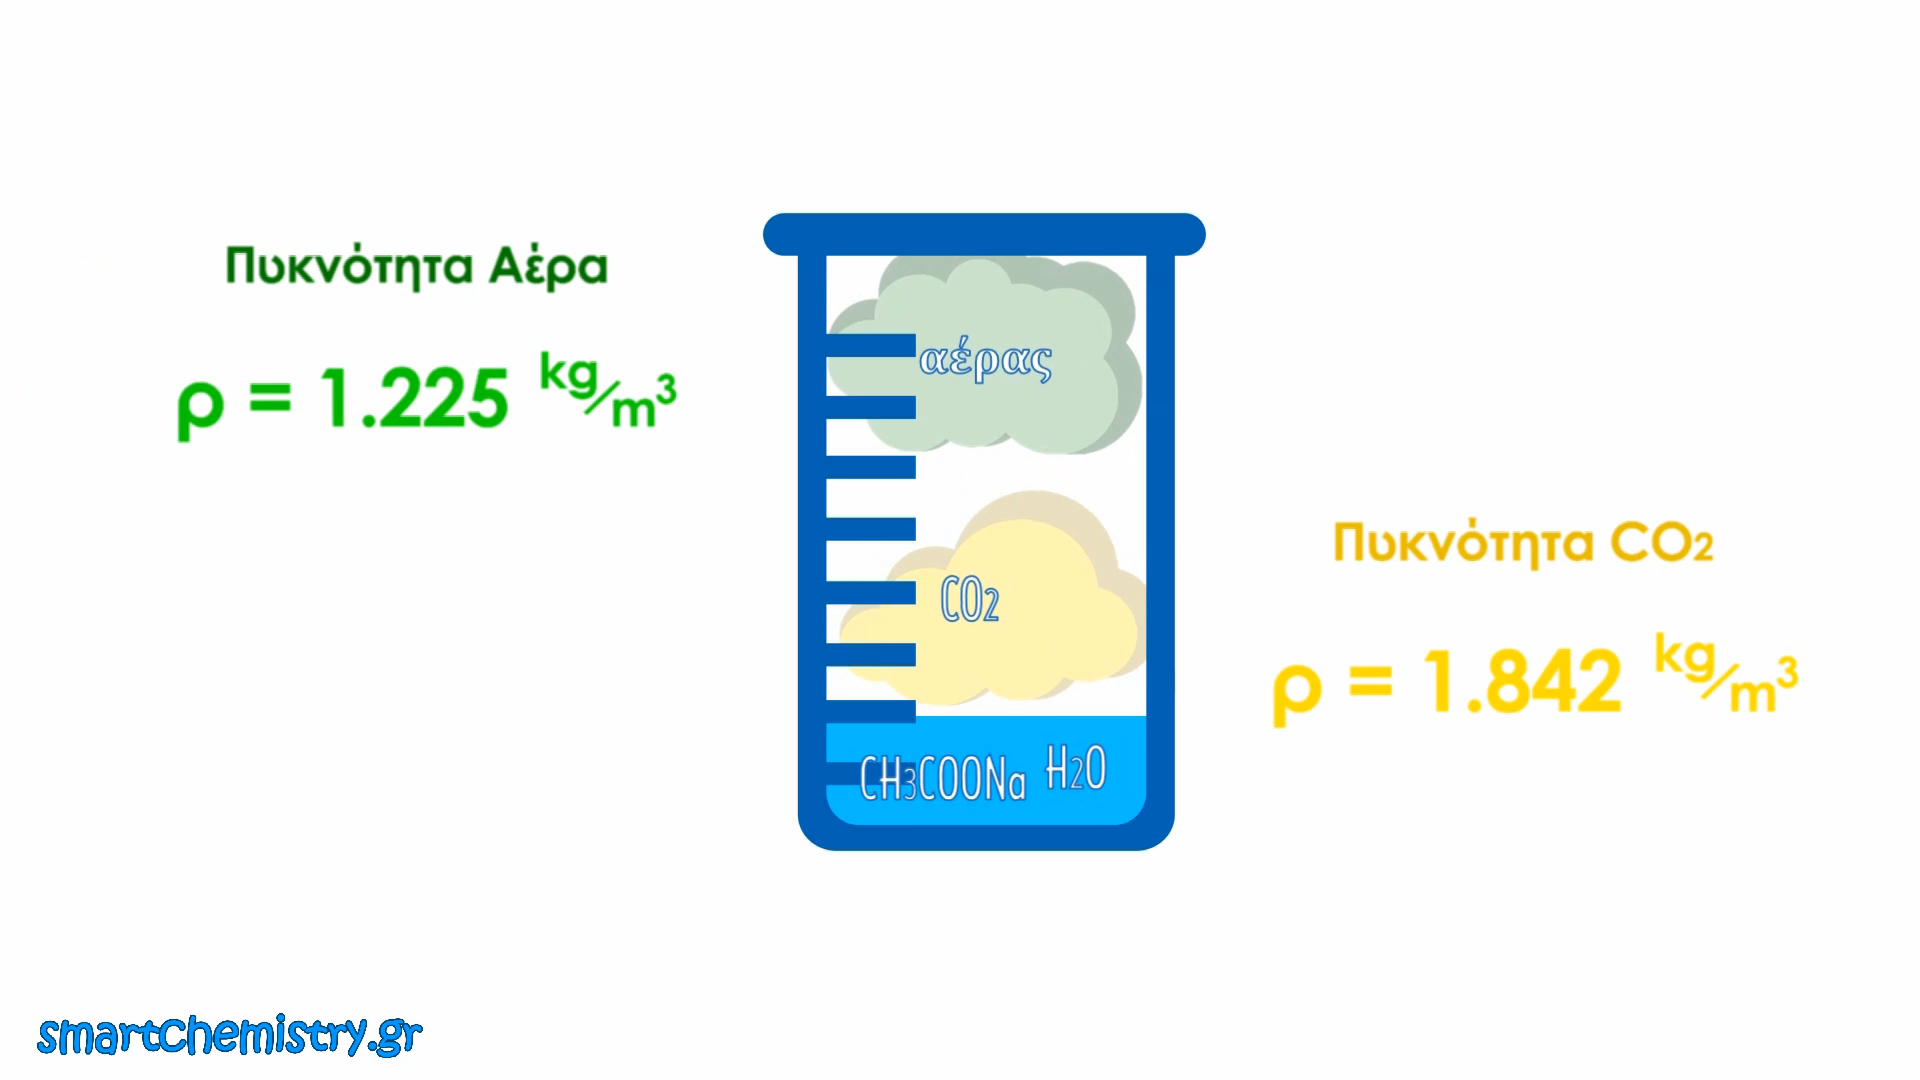 Πυκνότητα Αέρα
ρ = 1.225 kg/m³
αέρας
Πυκνότητα CO₂
CO₂
ρ = 1.842 kg/m³
CH₃COONa H₂O
smartchemistry.gr